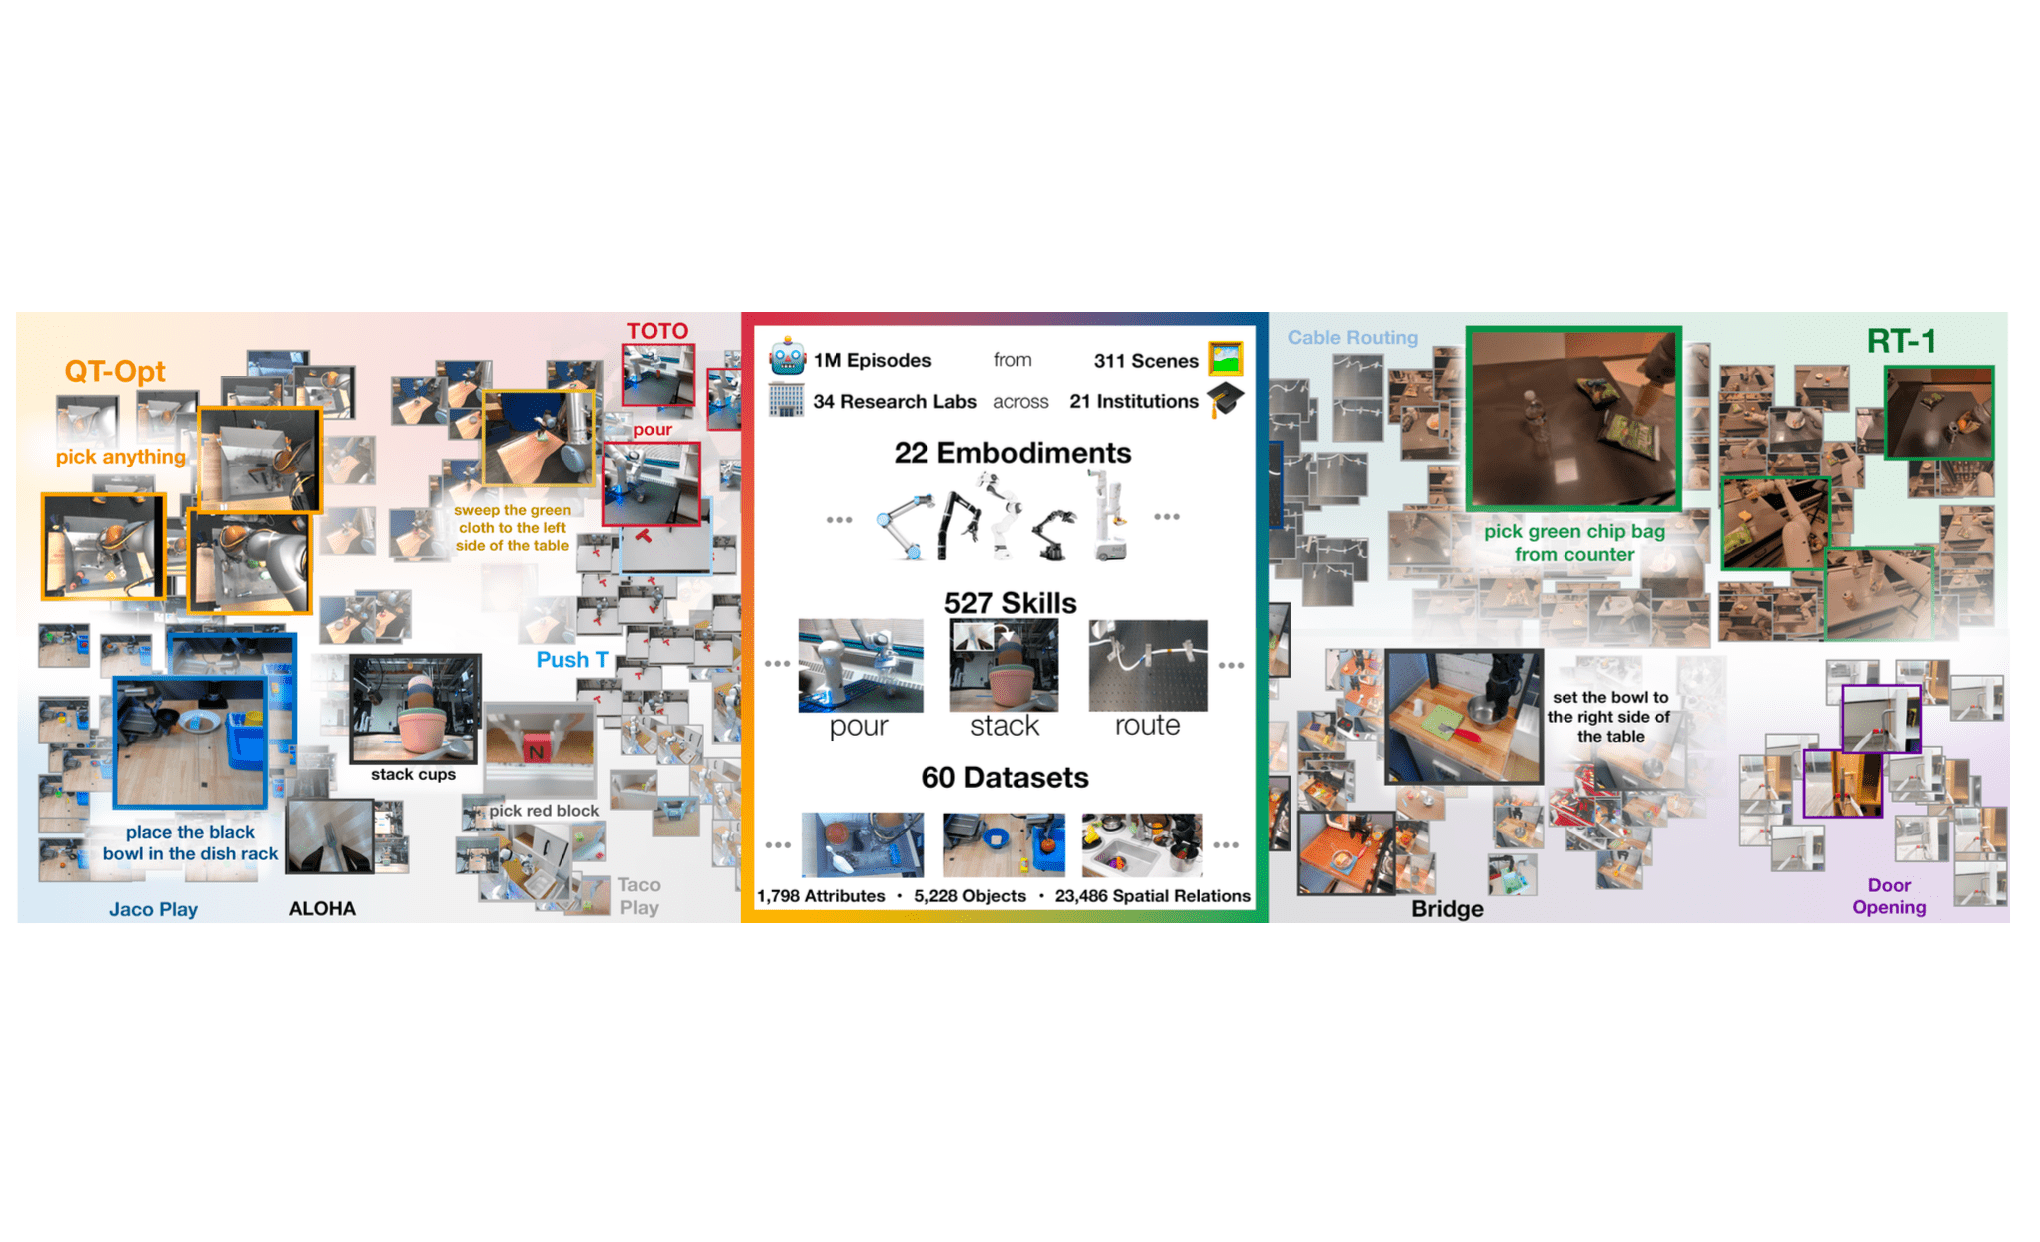 QT-Opt
pick anything
TOTO
pour
sweep the green
cloth to the left
side of the table
Push T
stack cups
N
pick red block
place the black
bowl in the dish rack
Jaco Play
ALOHA
Taco
Play
1M Episodes from 311 Scenes
34 Research Labs across 21 Institutions
22 Embodiments
527 Skills
pour stack route
60 Datasets
1,798 Attributes • 5,228 Objects • 23,486 Spatial Relations
Cable Routing
RT-1
pick green chip bag
from counter
set the bowl to
the right side of
the table
Bridge
Door
Opening